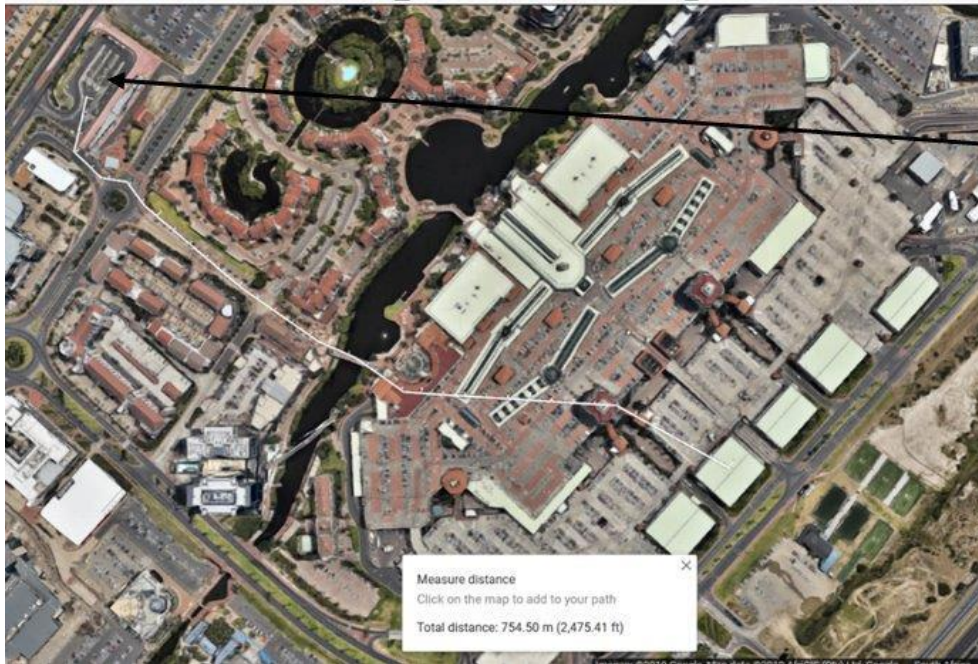 Measure distance
Click on the map to add to your path
Total distance: 754.50 m (2,475.41 ft)